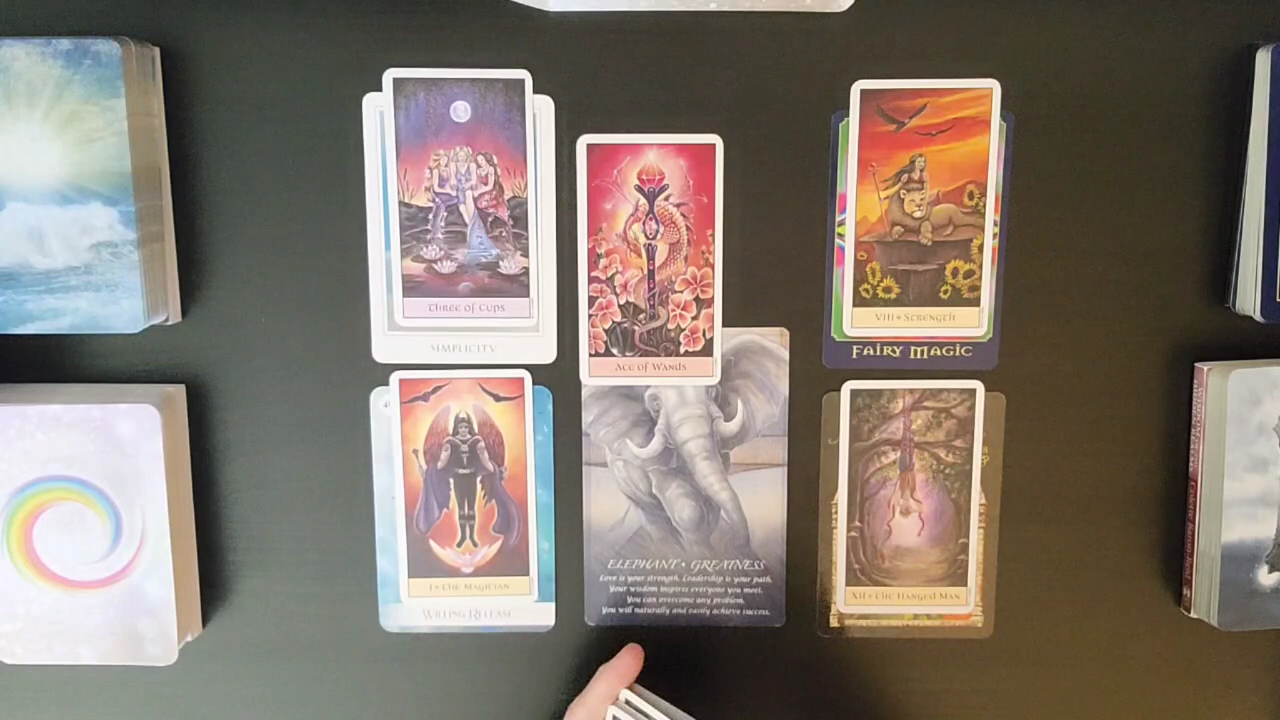 Three of Cups
SIMPLICITY
Ace of Wands
VIII • Strength
Fairy Magic
I • The Magician
Willing Release
ELEPHANT • GREATNESS
Love is your strength. Leadership is your path.
Your wisdom inspires everyone you meet.
You can overcome any problem.
You will naturally and easily achieve success.
XII • The Hanged Man